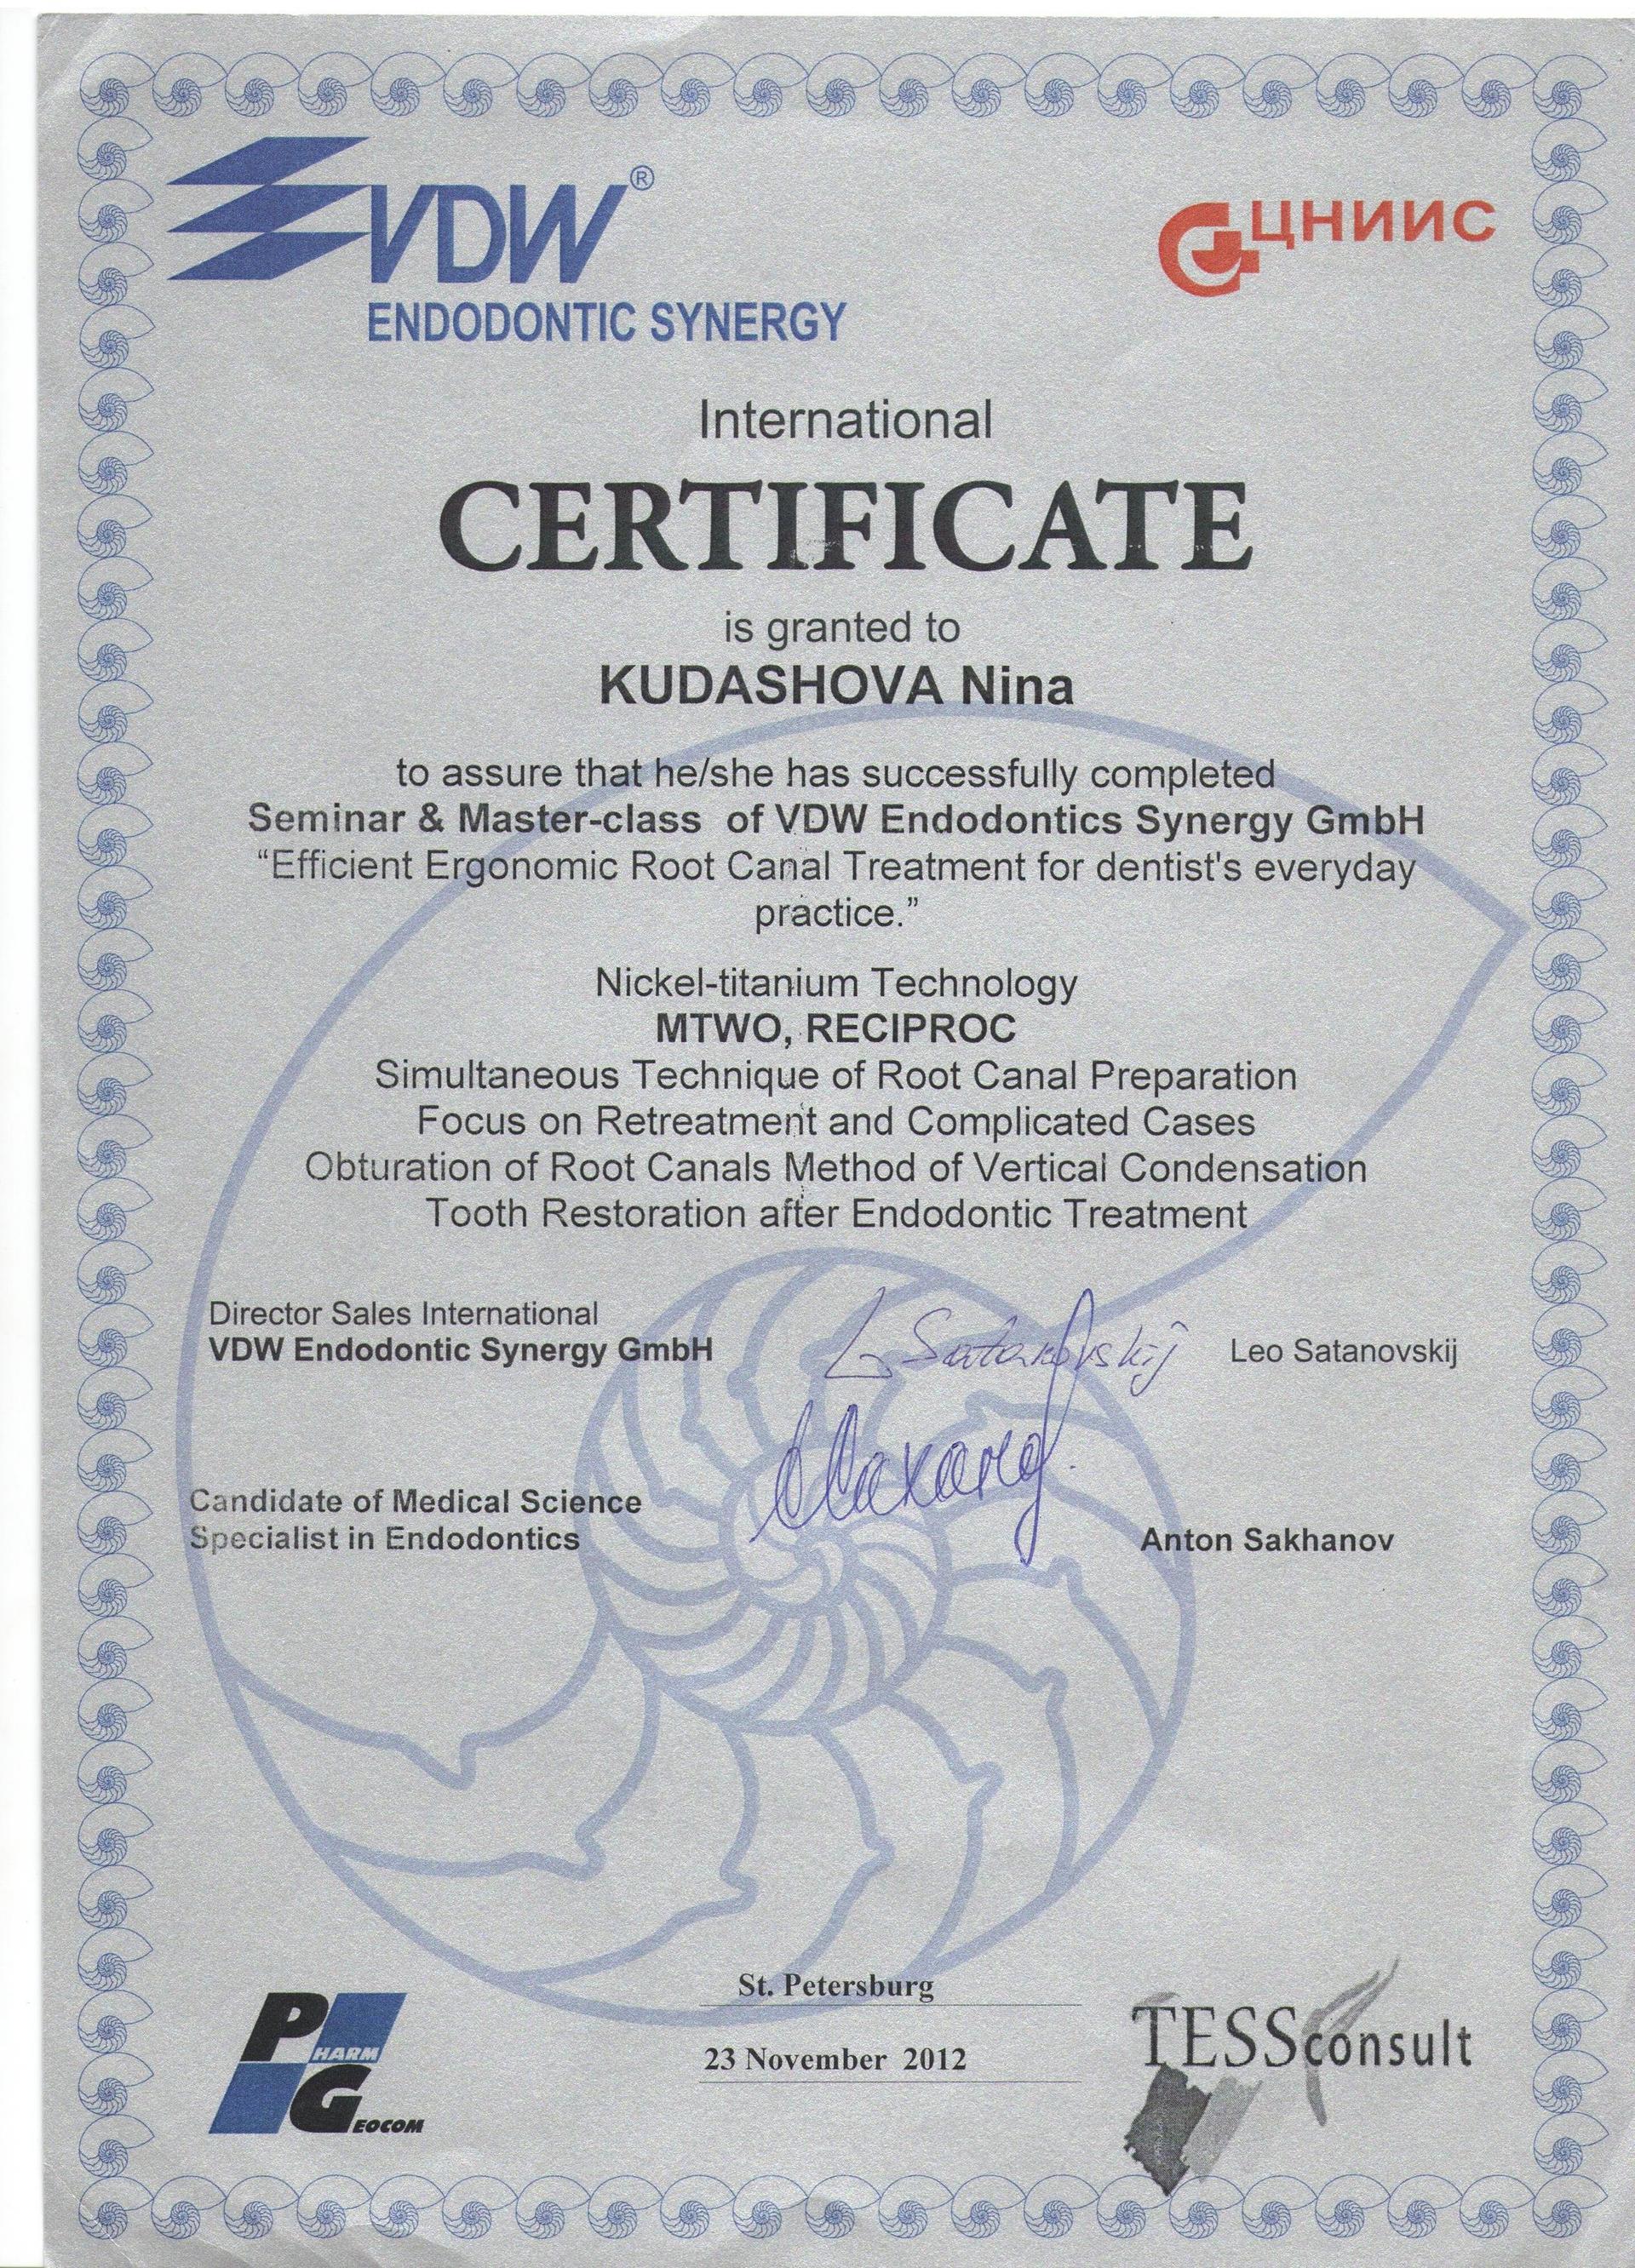 VDW®
ЦНИИС
ENDODONTIC SYNERGY
International
CERTIFICATE
is granted to
KUDASHOVA Nina
to assure that he/she has successfully completed
Seminar & Master-class of VDW Endodontics Synergy GmbH
“Efficient Ergonomic Root Canal Treatment for dentist's everyday
practice.”
Nickel-titanium Technology
MTWO, RECIPROC
Simultaneous Technique of Root Canal Preparation
Focus on Retreatment and Complicated Cases
Obturation of Root Canals Method of Vertical Condensation
Tooth Restoration after Endodontic Treatment
Director Sales International
VDW Endodontic Synergy GmbH
L Satanovskij
Leo Satanovskij
Candidate of Medical Science
Specialist in Endodontics
Anton Sakhanov
St. Petersburg
23 November 2012
PHARM
GEOCOM
TESSconsult